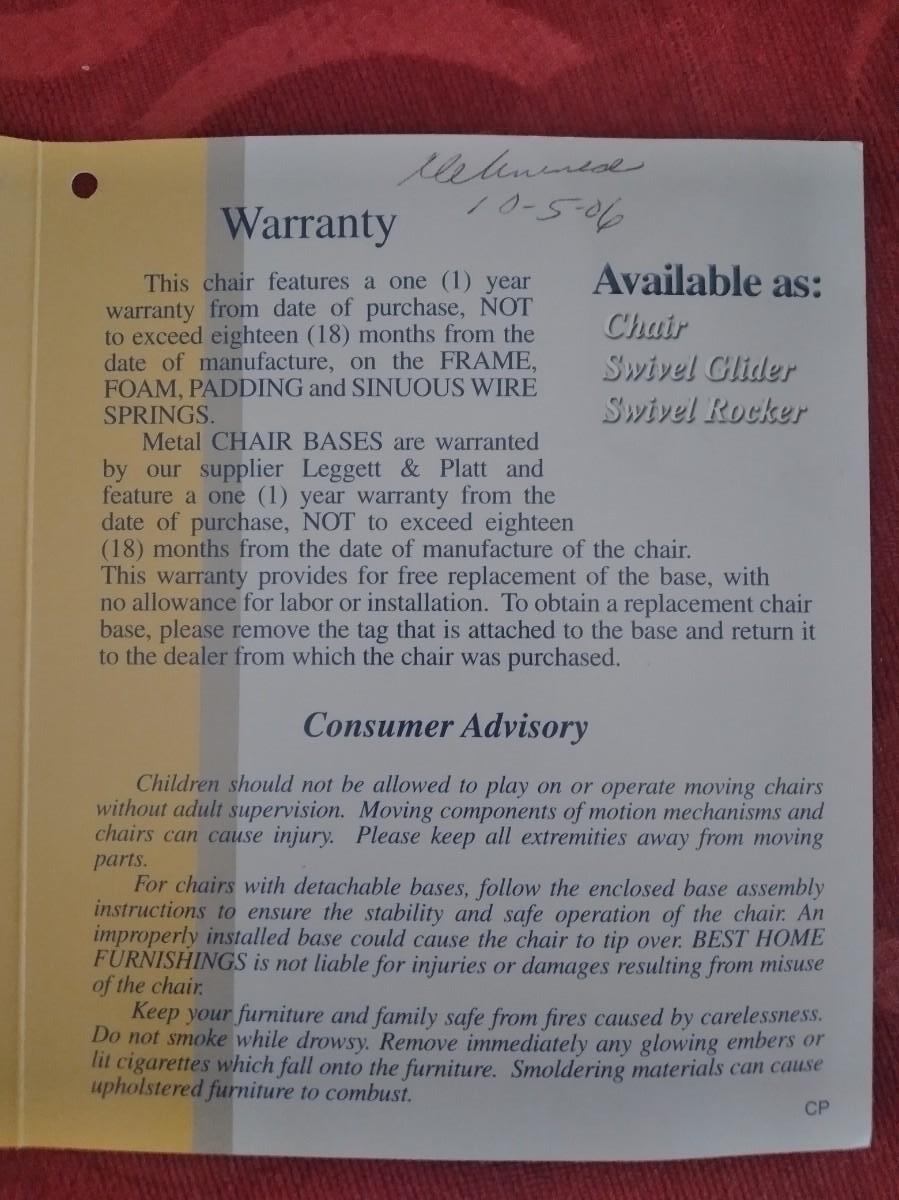 10-5-06
Warranty
This chair features a one (1) year
warranty from date of purchase, NOT
to exceed eighteen (18) months from the
date of manufacture, on the FRAME,
FOAM, PADDING and SINUOUS WIRE
SPRINGS.
Metal CHAIR BASES are warranted
by our supplier Leggett & Platt and
feature a one (1) year warranty from the
date of purchase, NOT to exceed eighteen
(18) months from the date of manufacture of the chair.
This warranty provides for free replacement of the base, with
no allowance for labor or installation. To obtain a replacement chair
base, please remove the tag that is attached to the base and return it
to the dealer from which the chair was purchased.
Available as:
Chair
Swivel Glider
Swivel Rocker
Consumer Advisory
Children should not be allowed to play on or operate moving chairs
without adult supervision. Moving components of motion mechanisms and
chairs can cause injury. Please keep all extremities away from moving
parts.
For chairs with detachable bases, follow the enclosed base assembly
instructions to ensure the stability and safe operation of the chair. An
improperly installed base could cause the chair to tip over. BEST HOME
FURNISHINGS is not liable for injuries or damages resulting from misuse
of the chair.
Keep your furniture and family safe from fires caused by carelessness.
Do not smoke while drowsy. Remove immediately any glowing embers or
lit cigarettes which fall onto the furniture. Smoldering materials can cause
upholstered furniture to combust.
CP